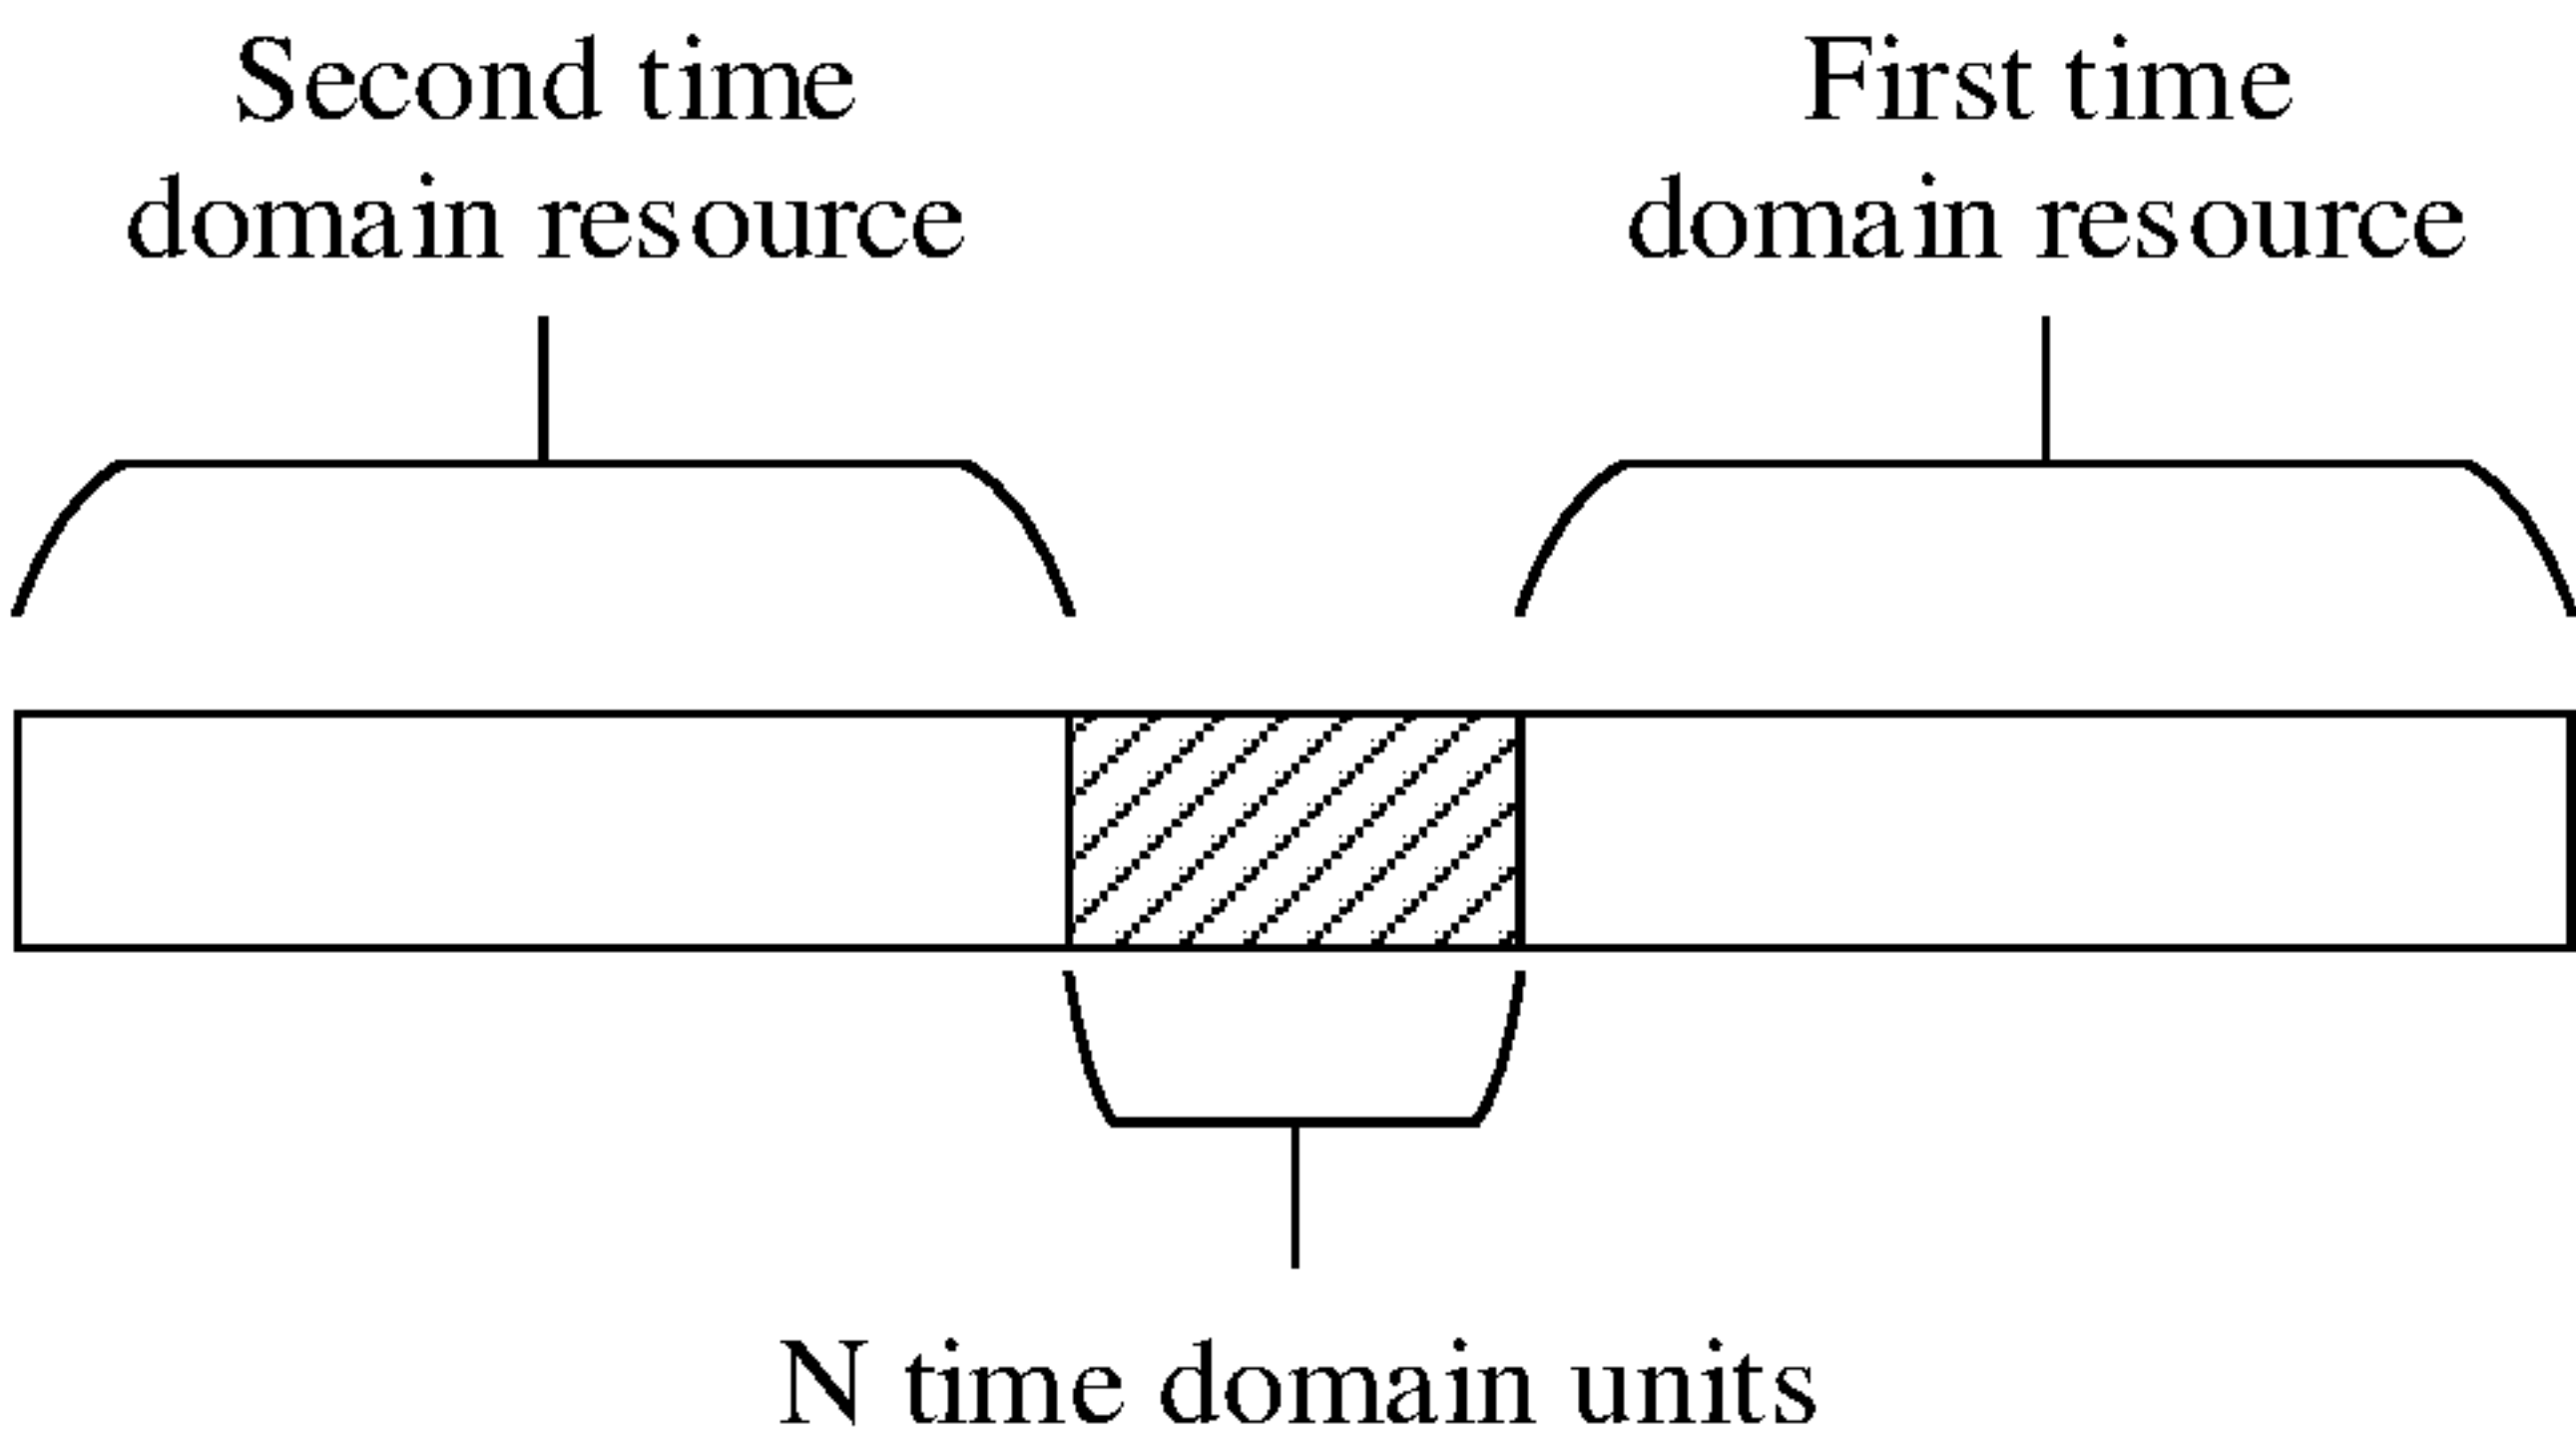 Second time
domain resource
First time
domain resource
N time domain units